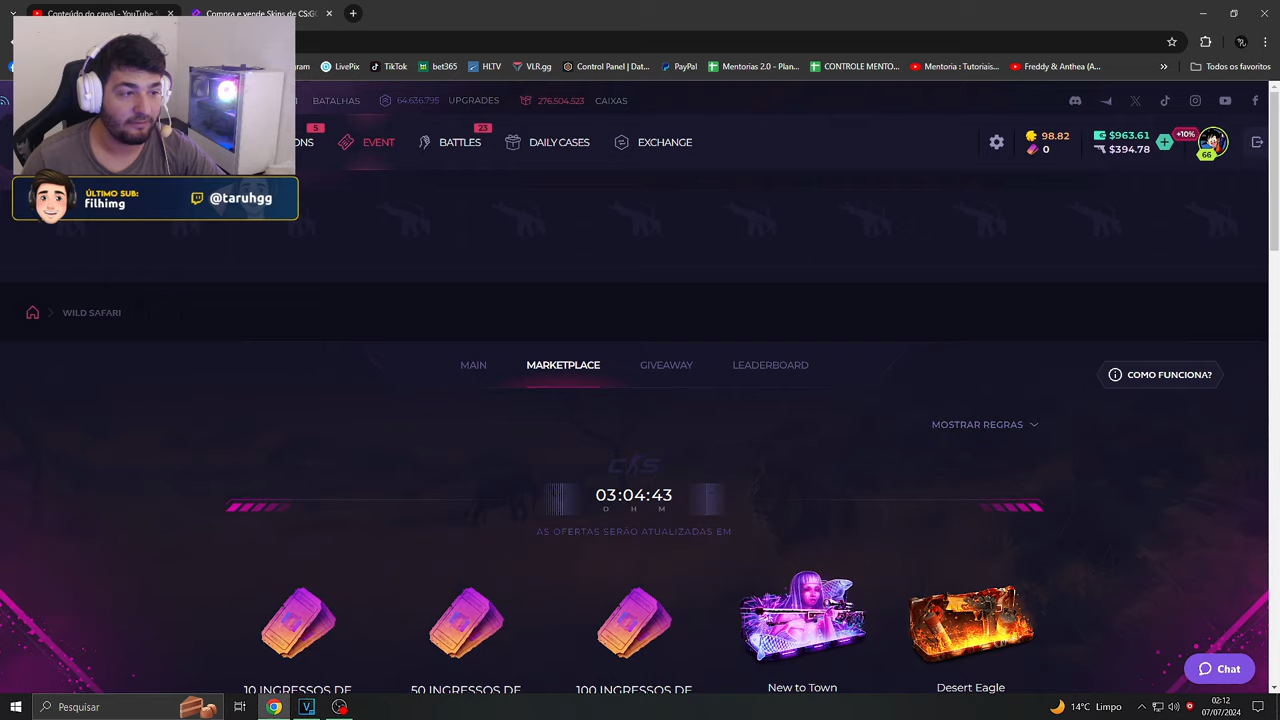 Conteúdo do canal - YouTube S
Compra e vende Skins de CS:G
gram
LivePix
TikTok
bet365
HLTV
VLR.gg
Control Panel | Dat...
PayPal
Mentorias 2.0 - Plan...
CONTROLE MENTO...
Mentoria : Tutoriais...
Freddy & Anthea (A...
Todos os favoritos
BATALHAS
64.636.795
UPGRADES
276.504.523
CAIXAS
ONS
5
EVENT
BATTLES
23
DAILY CASES
EXCHANGE
98.82
0
$963.61
$394.78
+10%
66
ÚLTIMO SUB:
filhimg
@taruhgg
WILD SAFARI
MAIN
MARKETPLACE
GIVEAWAY
LEADERBOARD
COMO FUNCIONA?
MOSTRAR REGRAS
03:04:43
D H M
AS OFERTAS SERÃO ATUALIZADAS EM
10 INGRESSOS DE
50 INGRESSOS DE
100 INGRESSOS DE
New to Town
Desert Eagle
Chat
Pesquisar
14°C Limpo
02:12
07/07/2024